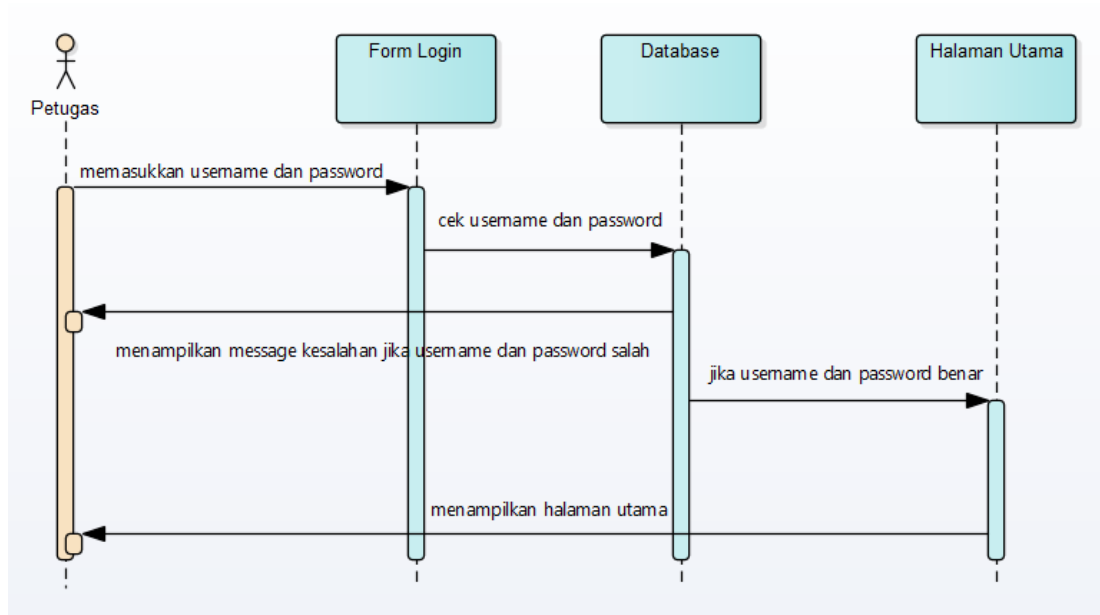 Form Login
Database
Halaman Utama
Petugas
memasukkan username dan password
cek username dan password
menampilkan message kesalahan jika username dan password salah
jika username dan password benar
menampilkan halaman utama